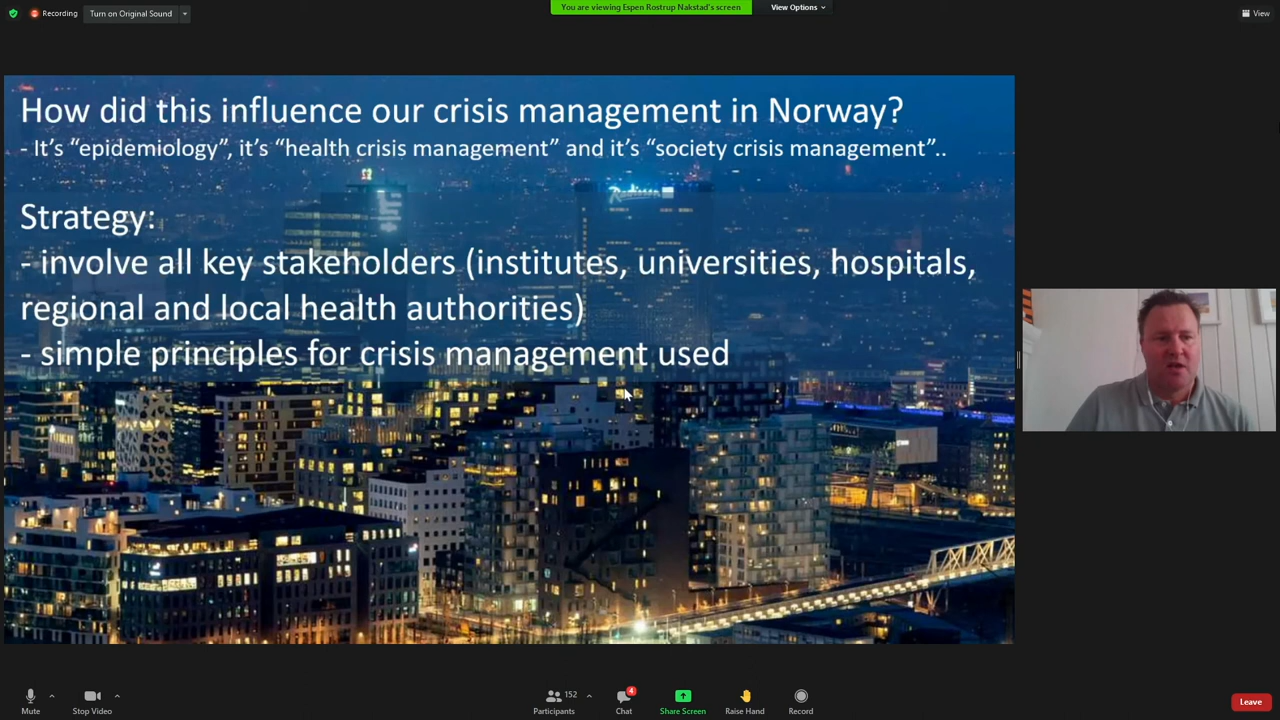 Recording
Turn on Original Sound
You are viewing Espen Rostrup Nakstad's screen
View Options
View
How did this influence our crisis management in Norway?
- It's “epidemiology”, it's “health crisis management” and it's “society crisis management”..
Radisson
Strategy:
- involve all key stakeholders (institutes, universities, hospitals,
regional and local health authorities)
- simple principles for crisis management used
Mute
Stop Video
152
Participants
4
Chat
Share Screen
Raise Hand
Record
Leave